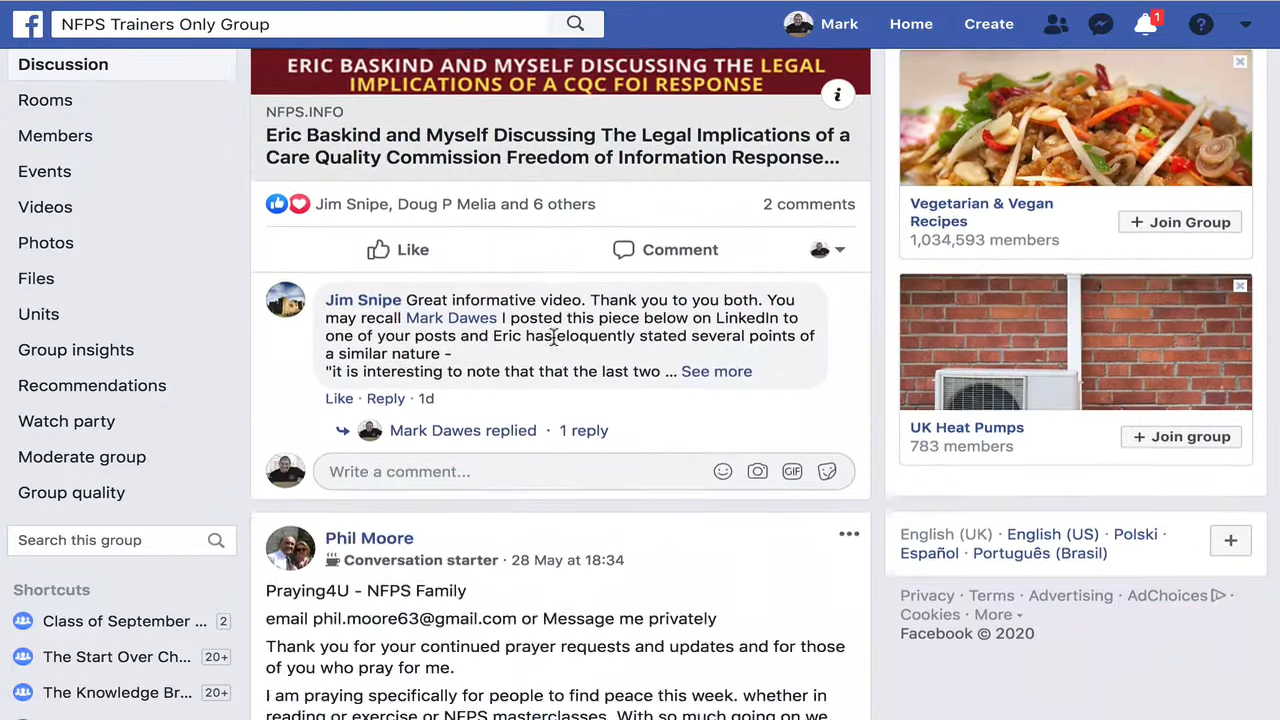 NFPS Trainers Only Group
Mark
Home
Create
1
Discussion
Rooms
Members
Events
Videos
Photos
Files
Units
Group insights
Recommendations
Watch party
Moderate group
Group quality
Search this group
Shortcuts
Class of September ... 2
The Start Over Ch... 20+
The Knowledge Br... 20+
ERIC BASKIND AND MYSELF DISCUSSING THE LEGAL
IMPLICATIONS OF A CQC FOI RESPONSE
NFPS.INFO
Eric Baskind and Myself Discussing The Legal Implications of a
Care Quality Commission Freedom of Information Response...
Jim Snipe, Doug P Melia and 6 others
2 comments
Like
Comment
Jim Snipe Great informative video. Thank you to you both. You
may recall Mark Dawes I posted this piece below on LinkedIn to
one of your posts and Eric has eloquently stated several points of
a similar nature -
"it is interesting to note that that the last two ... See more
Like · Reply · 1d
Mark Dawes replied · 1 reply
Write a comment...
GIF
Phil Moore
Conversation starter · 28 May at 18:34
Praying4U - NFPS Family
email phil.moore63@gmail.com or Message me privately
Thank you for your continued prayer requests and updates and for those
of you who pray for me.
I am praying specifically for people to find peace this week. whether in
reading or exercise or NFPS masterclasses. With so much going on we
Vegetarian & Vegan
Recipes
1,034,593 members
+ Join Group
UK Heat Pumps
783 members
+ Join group
English (UK) · English (US) · Polski ·
Español · Português (Brasil)
Privacy · Terms · Advertising · AdChoices ·
Cookies · More
Facebook © 2020